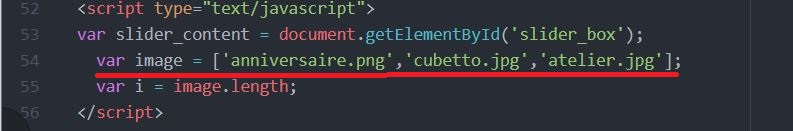 52 <script type="text/javascript">
53 var slider_content = document.getElementById('slider_box');
54 var image = ['anniversaire.png','cubetto.jpg','atelier.jpg'];
55 var i = image.length;
56 </script>